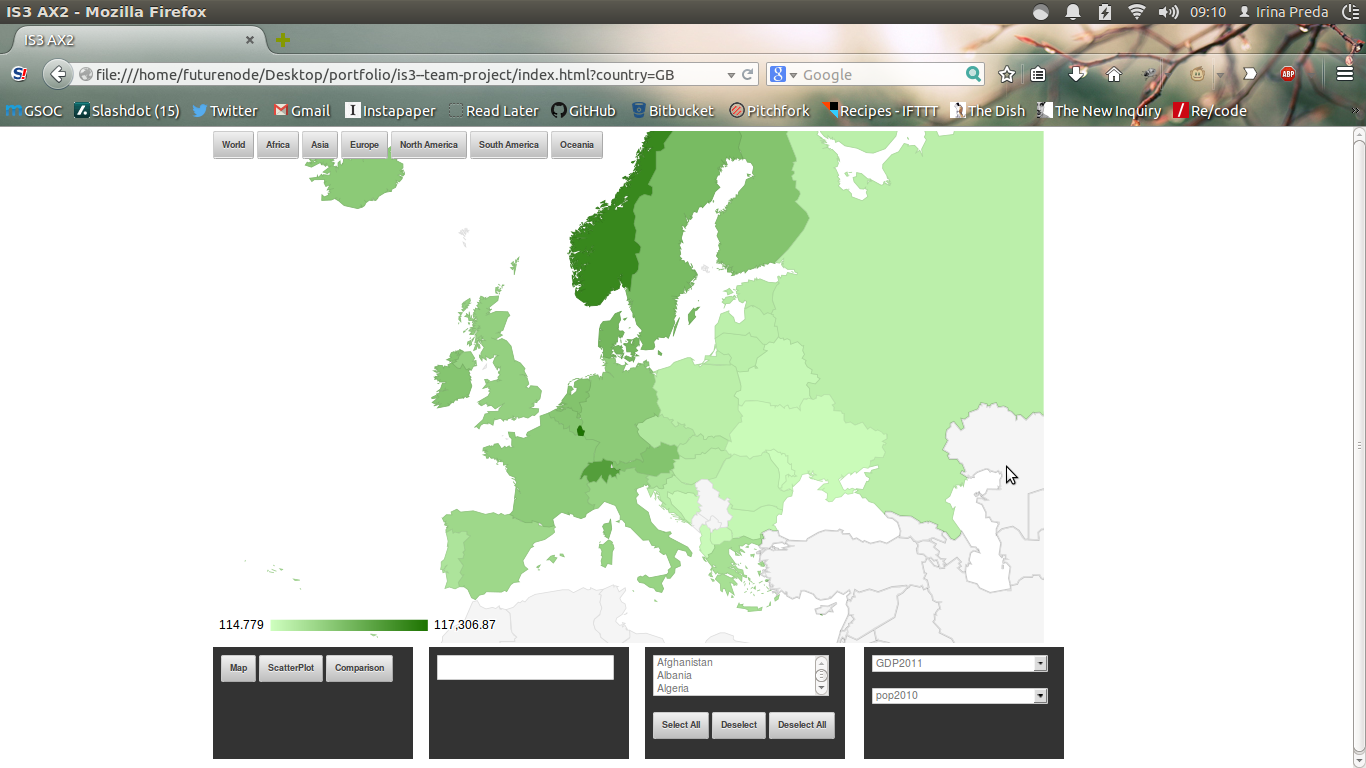 IS3 AX2 - Mozilla Firefox
09:10 Irina Preda
IS3 AX2
file:///home/futurenode/Desktop/portfolio/is3–team-project/index.html?country=GB
Google
ABP
GSOC Slashdot (15) Twitter Gmail Instapaper Read Later GitHub Bitbucket Pitchfork Recipes - IFTTT The Dish The New Inquiry Re/code
World Africa Asia Europe North America South America Oceania
114.779 117,306.87
Map ScatterPlot Comparison
Afghanistan
Albania
Algeria
Select All Deselect Deselect All
GDP2011
pop2010